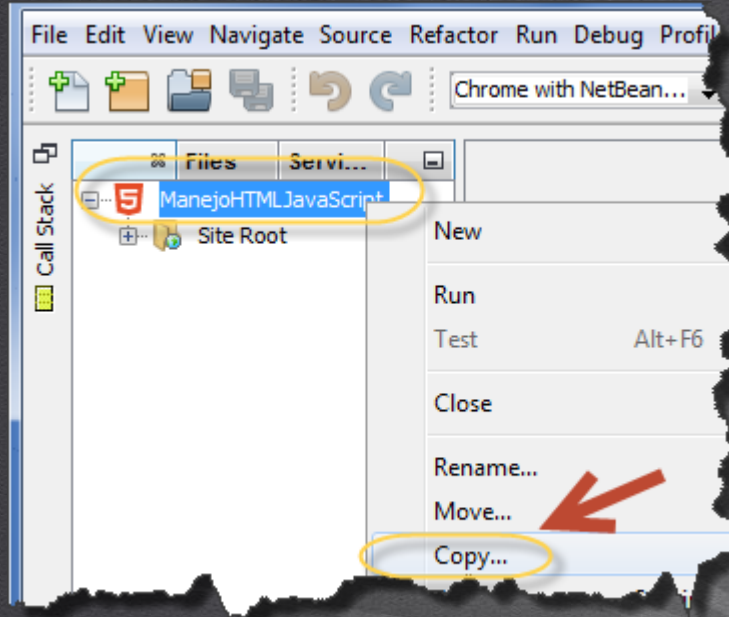 File Edit View Navigate Source Refactor Run Debug Profil
Chrome with NetBean...
Files Servi...
Call Stack
ManejoHTMLJavaScript
Site Root
New
Run
Test Alt+F6
Close
Rename...
Move...
Copy...